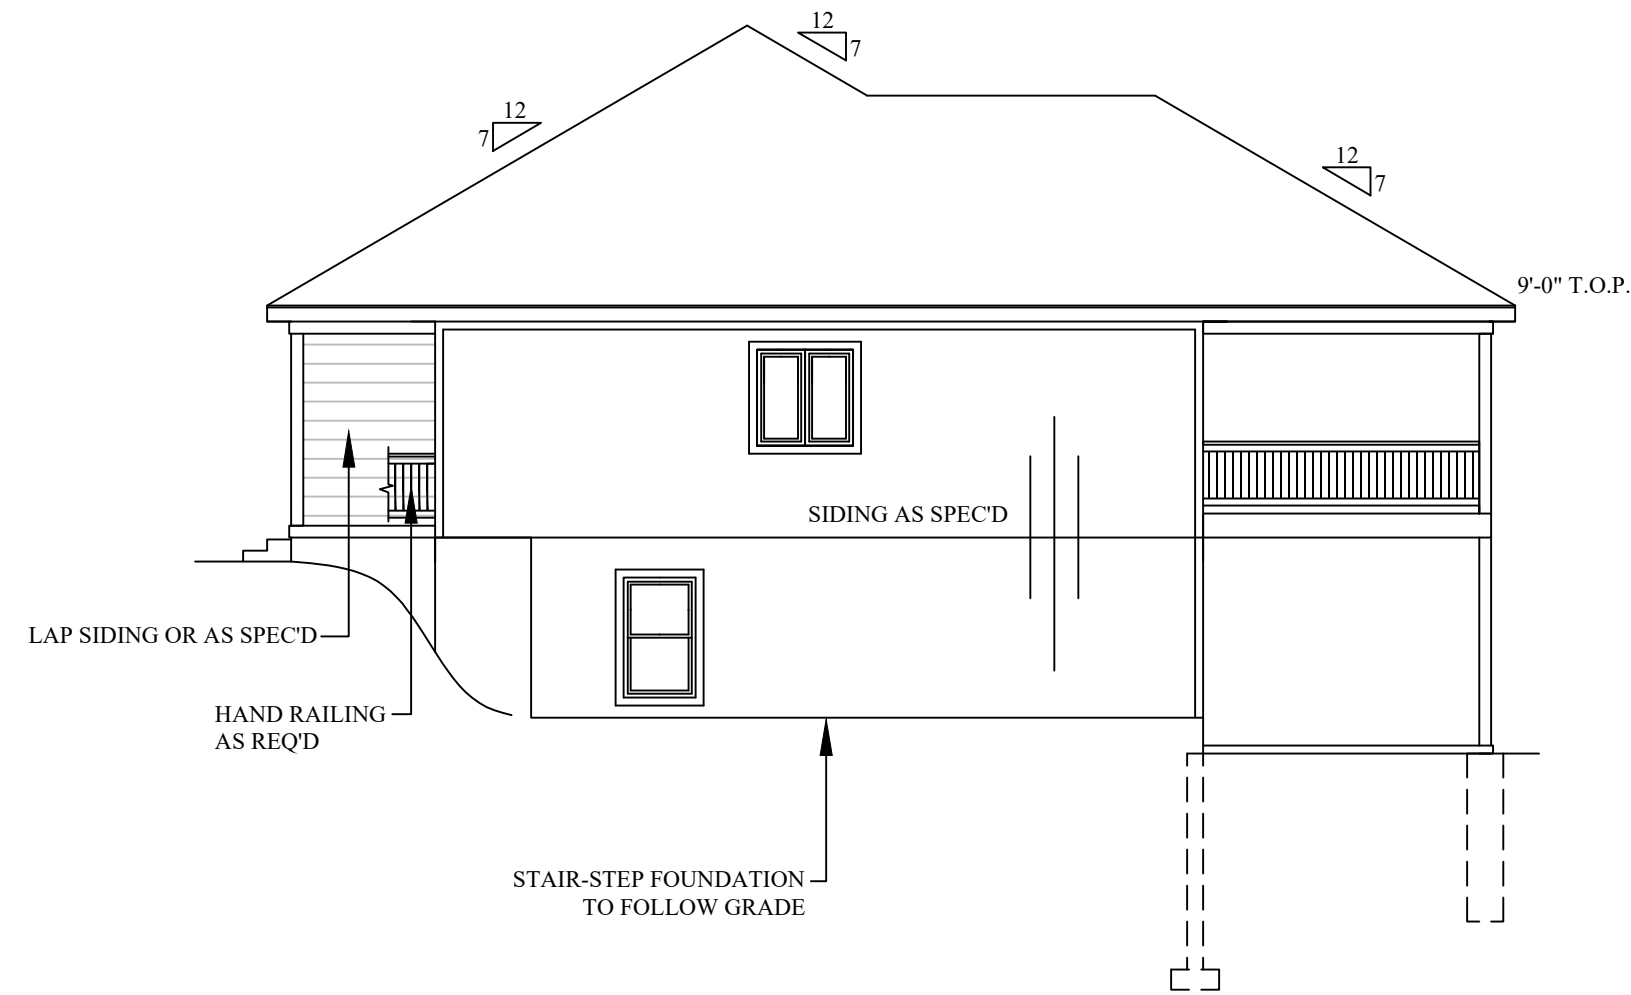 12
7
12
7
12
7
9'-0" T.O.P.
SIDING AS SPEC'D
LAP SIDING OR AS SPEC'D
HAND RAILING
AS REQ'D
STAIR-STEP FOUNDATION
TO FOLLOW GRADE